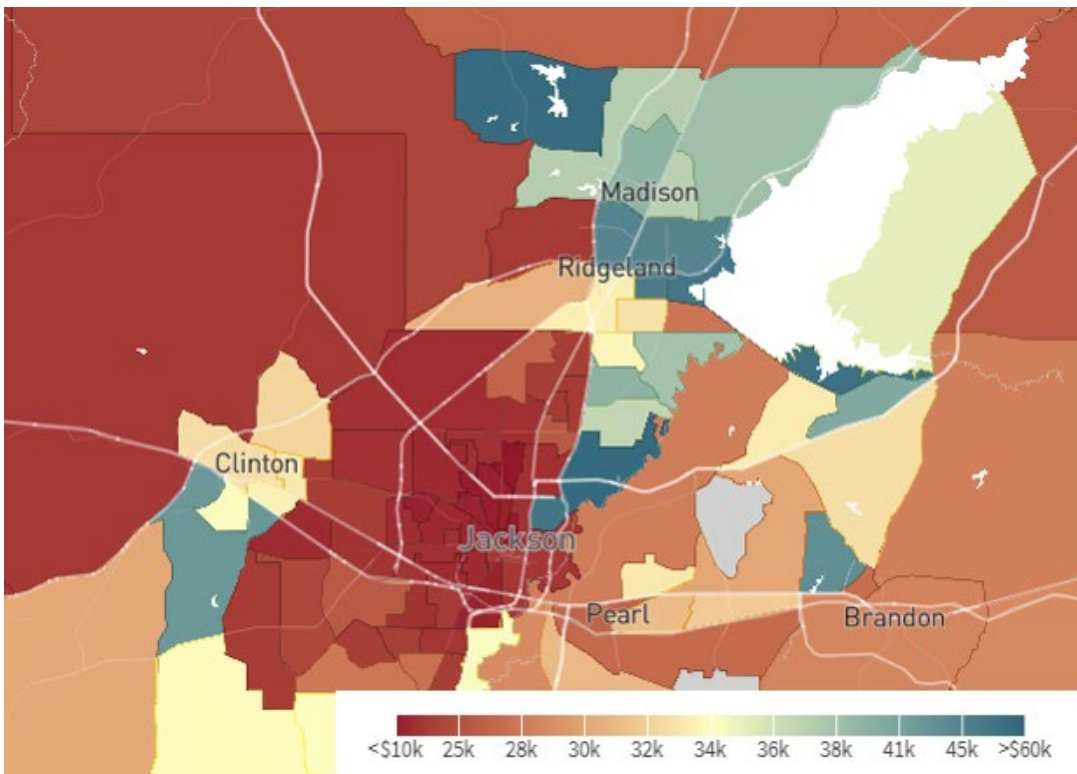 Madison
Ridgeland
Clinton
Jackson
Pearl
Brandon
<$10k 25k 28k 30k 32k 34k 36k 38k 41k 45k >$60k